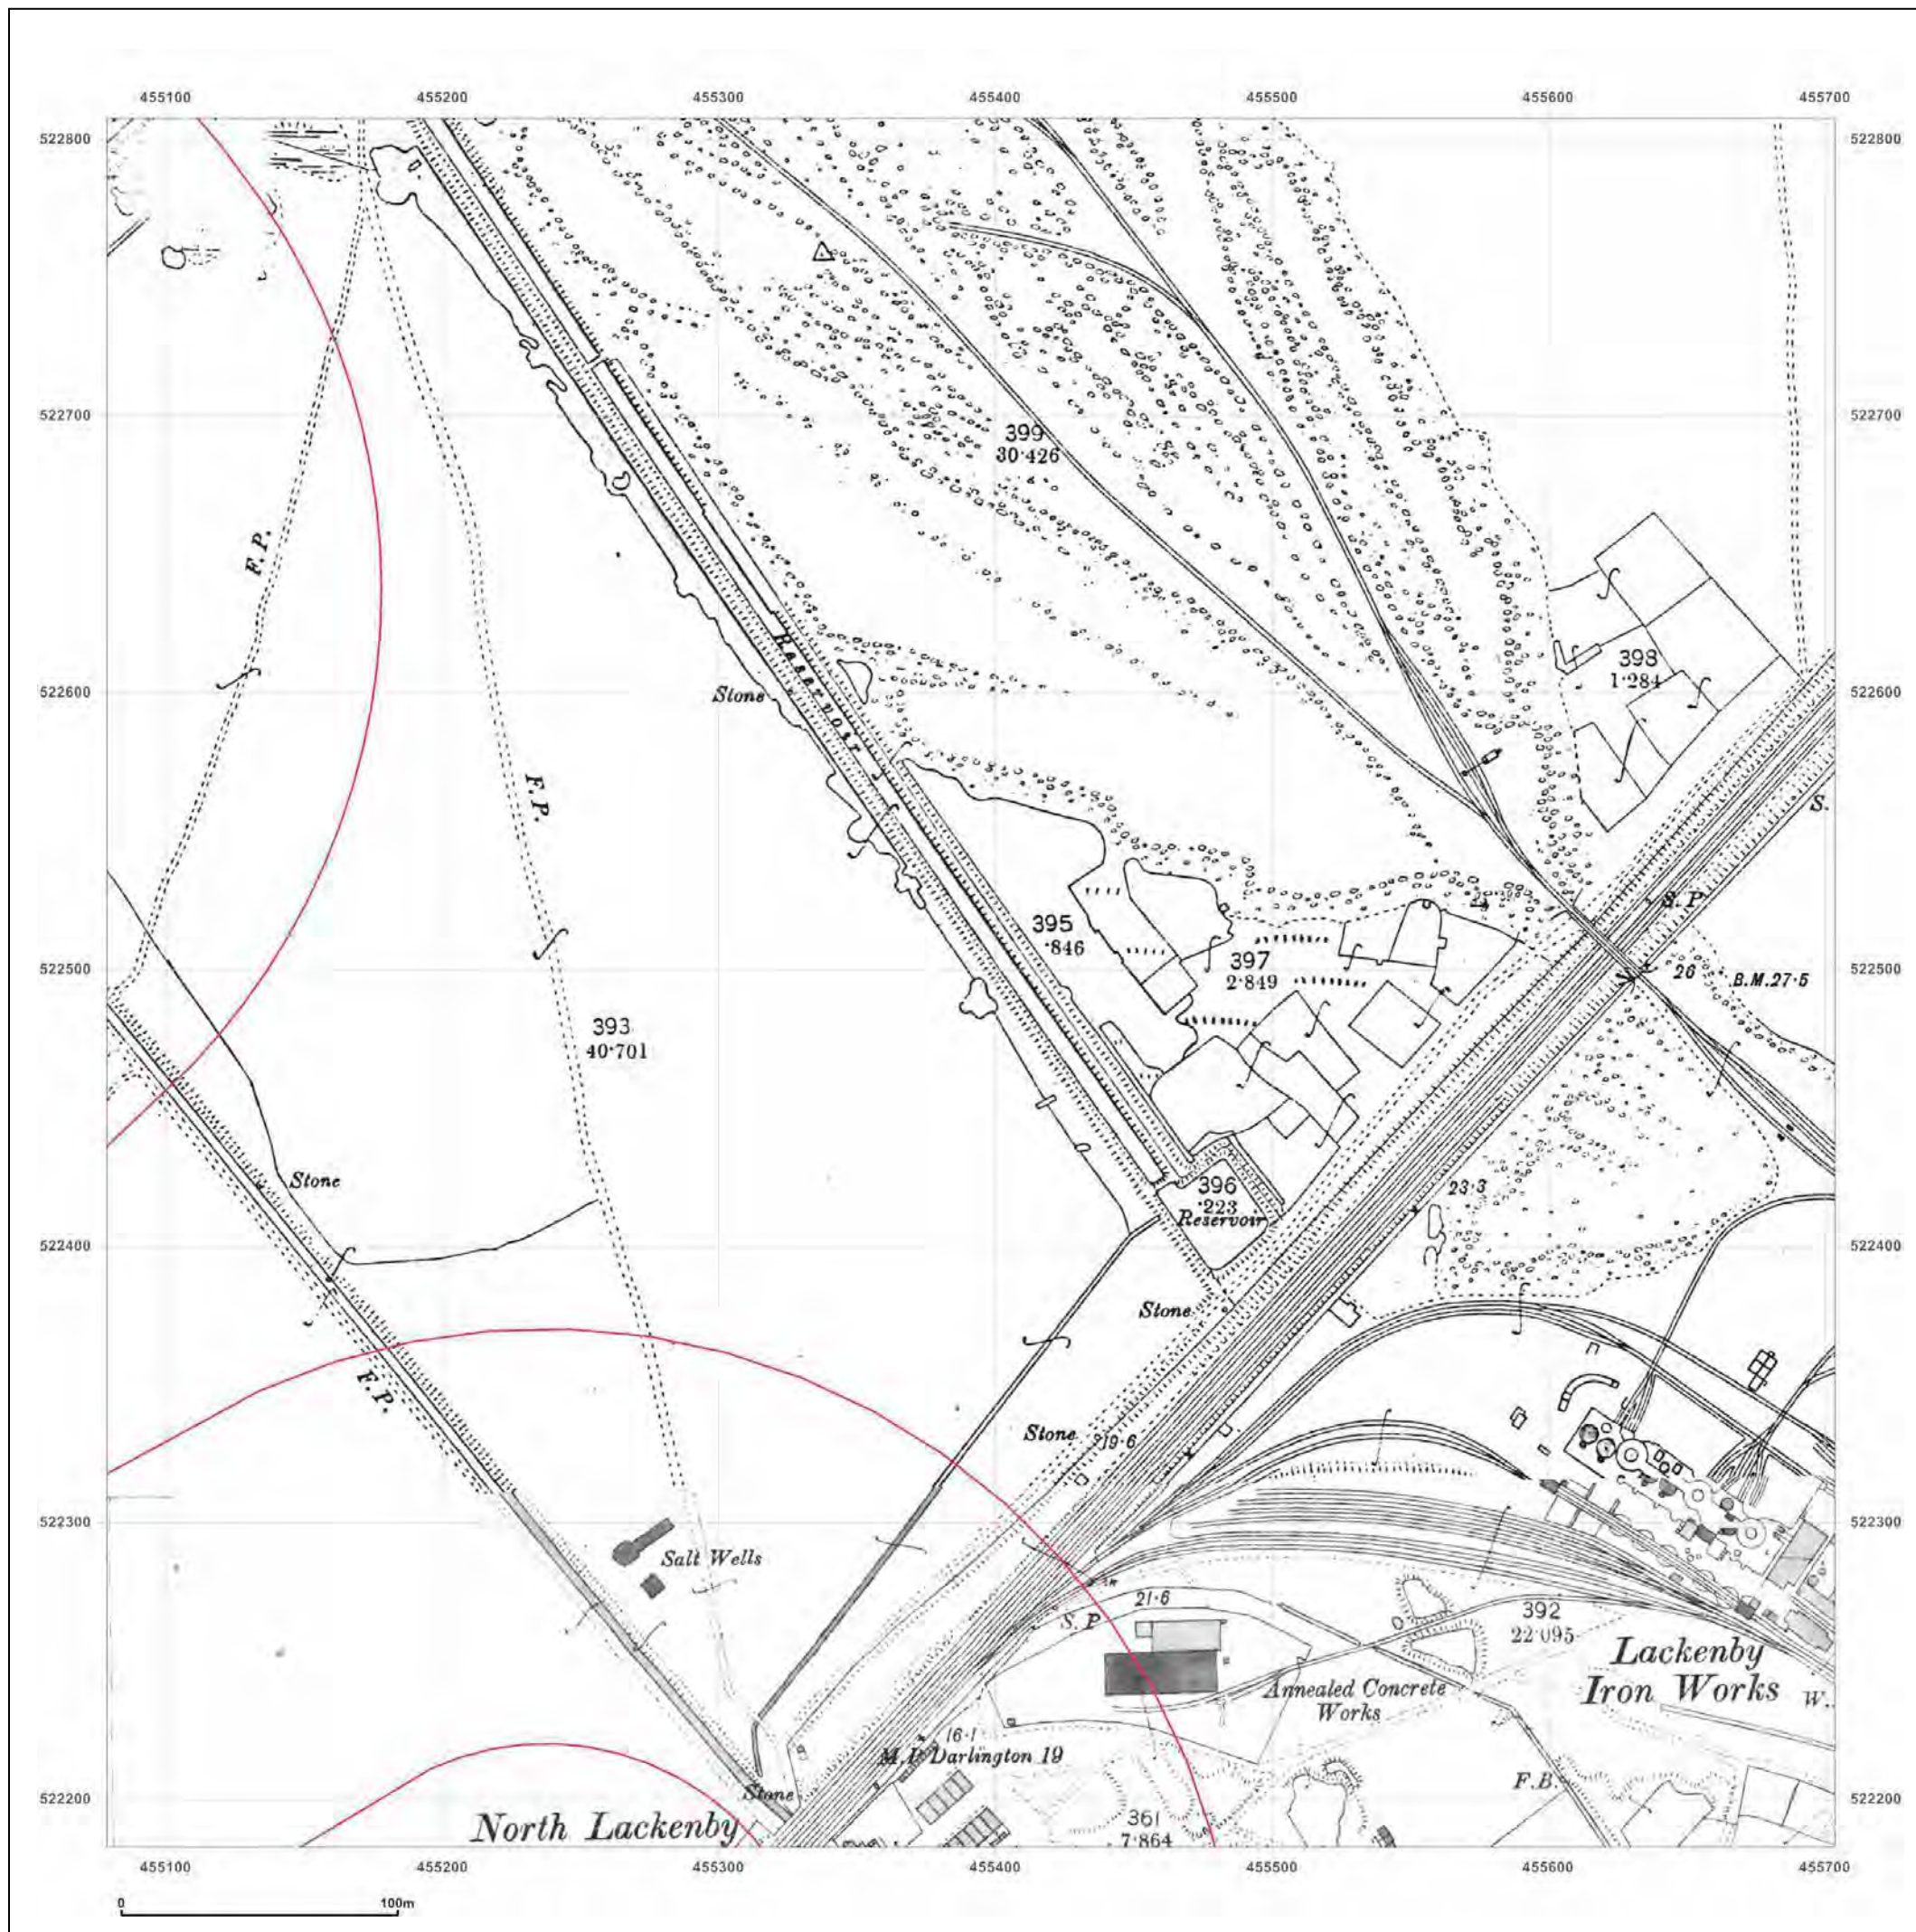 455100 455200 455300 455400 455500 455600 455700
522800 522800
522700 522700
399
30·426
F.P.
398
1·284
Reservoir
522600 Stone 522600
F.P.
S.
S.P
395
·846
397
2·849
522500 26 B.M.27·5 522500
393
40·701
Stone
396
·223
Reservoir
23·3
522400 522400
Stone
F.P.
Stone
19·6
522300 522300
Salt Wells
21·6
S.P
392
22·095
Lackenby
Iron Works W.
Annealed Concrete
Works
16·1
M.P. Darlington 19
F.B.
Stone
522200 522200
North Lackenby
361
7·864
455100 455200 455300 455400 455500 455600 455700
0 100m